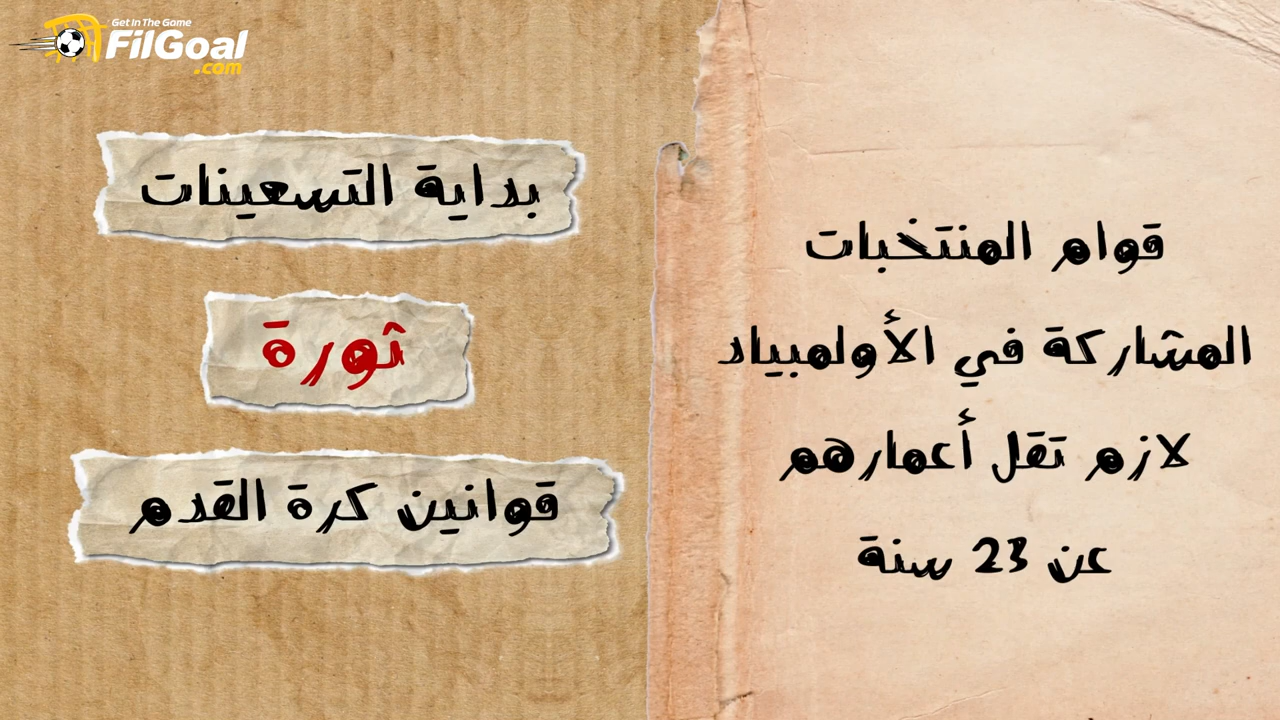 Get In The Game
FilGoal
.com
بداية التسعينات
ثورة
قوانين كرة القدم
قوام المنتخبات
المشاركة في الأولمبياد
لازم تقل أعمارهم
عن 23 سنة